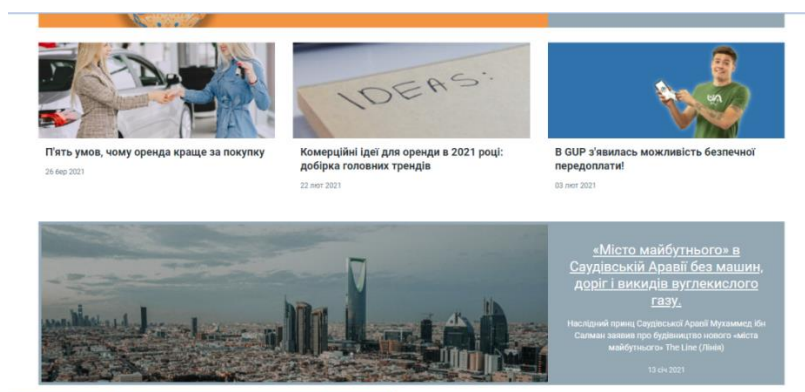 IDEAS:
П'ять умов, чому оренда краще за покупку
26 бер 2021
Комерційні ідеї для оренди в 2021 році:
добірка головних трендів
22 лют 2021
В GUP з'явилась можливість безпечної
передоплати!
03 лют 2021
«Місто майбутнього» в
Саудівській Аравії без машин,
доріг і викидів вуглекислого
газу.
Наслідний принц Саудівської Аравії Мухаммед ібн
Салман заявив про будівництво нового «міста
майбутнього» The Line (Лінія)
13 січ 2021